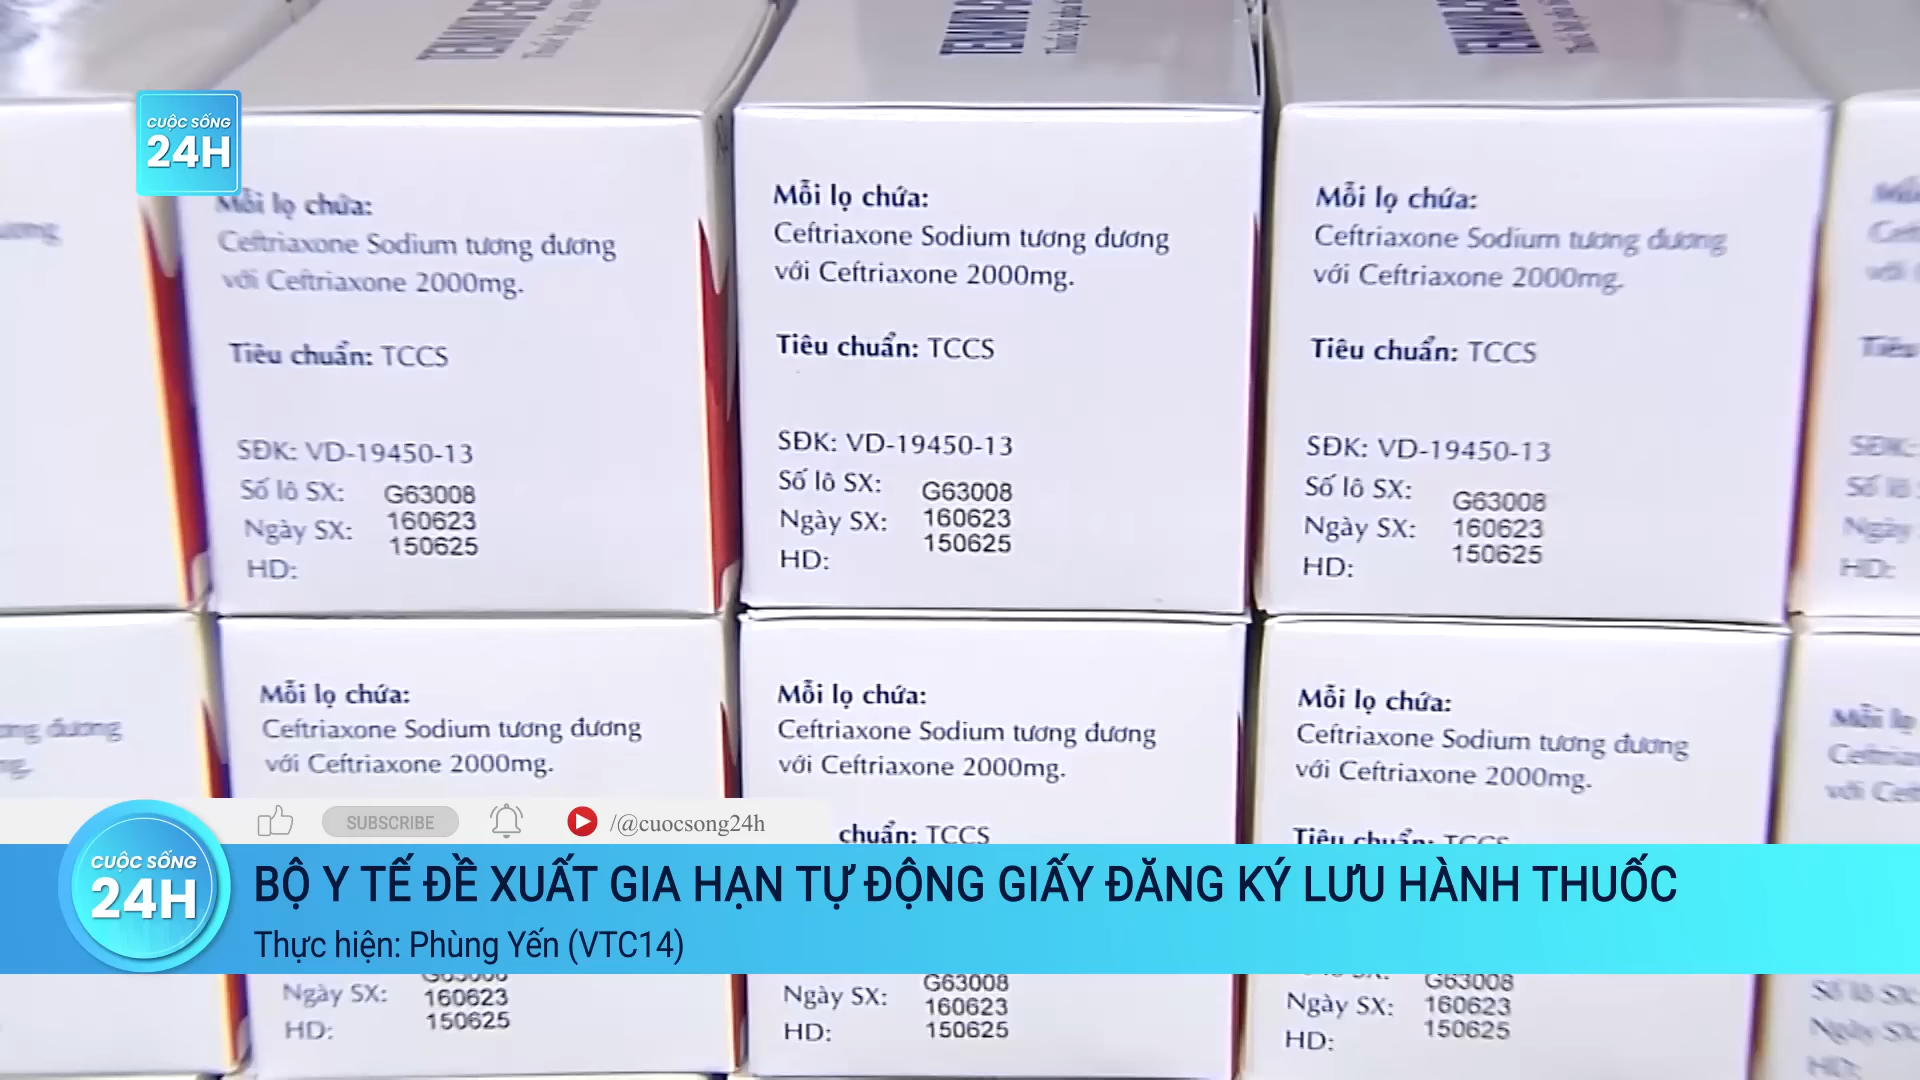 CUỘC SỐNG
24H
Mỗi lọ chứa:
Ceftriaxone Sodium tương đương
với Ceftriaxone 2000mg.
Tiêu chuẩn: TCCS
SĐK: VD-19450-13
Số lô SX: G63008
Ngày SX: 160623
HD: 150625
Mỗi lọ chứa:
Ceftriaxone Sodium tương đương
với Ceftriaxone 2000mg.
Tiêu chuẩn: TCCS
SĐK: VD-19450-13
Số lô SX: G63008
Ngày SX: 160623
HD: 150625
Mỗi lọ chứa:
Ceftriaxone Sodium tương đương
với Ceftriaxone 2000mg.
Tiêu chuẩn: TCCS
SĐK: VD-19450-13
Số lô SX: G63008
Ngày SX: 160623
HD: 150625
Mỗi lọ chứa:
Ceftriaxone Sodium tương đương
với Ceftriaxone 2000mg.
Mỗi lọ chứa:
Ceftriaxone Sodium tương đương
với Ceftriaxone 2000mg.
chuẩn: TCCS
Mỗi lọ chứa:
Ceftriaxone Sodium tương đương
với Ceftriaxone 2000mg.
Tiêu chuẩn: TCCS
SUBSCRIBE
/@cuocsong24h
CUỘC SỐNG
24H
BỘ Y TẾ ĐỀ XUẤT GIA HẠN TỰ ĐỘNG GIẤY ĐĂNG KÝ LƯU HÀNH THUỐC
Thực hiện: Phùng Yến (VTC14)
G63008
Ngày SX: 160623
HD: 150625
G63008
Ngày SX: 160623
HD: 150625
G63008
Ngày SX: 160623
HD: 150625